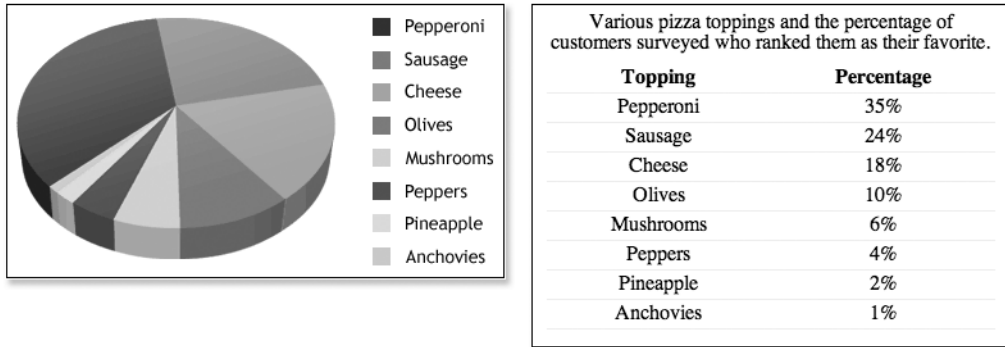 Pepperoni
Sausage
Cheese
Olives
Mushrooms
Peppers
Pineapple
Anchovies
Various pizza toppings and the percentage of
customers surveyed who ranked them as their favorite.
Topping Percentage
Pepperoni 35%
Sausage 24%
Cheese 18%
Olives 10%
Mushrooms 6%
Peppers 4%
Pineapple 2%
Anchovies 1%